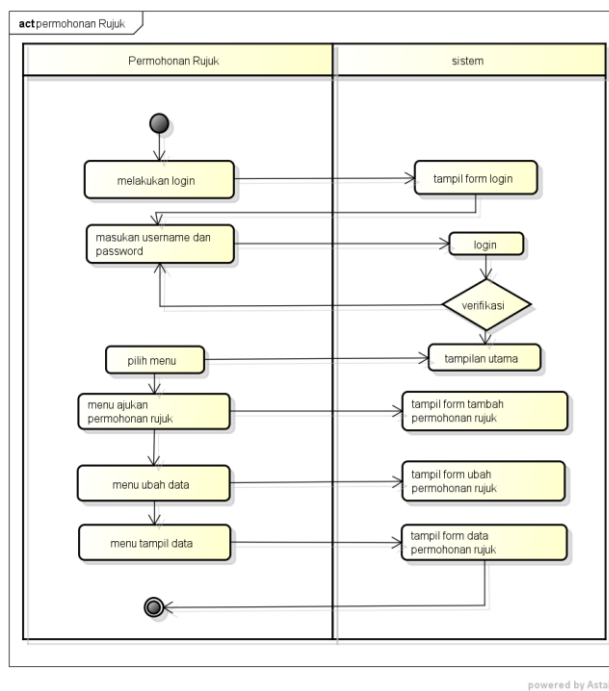 act permohonan Rujuk
Permohonan Rujuk
sistem
melakukan login
tampil form login
masukan username dan
password
login
verifikasi
pilih menu
tampilan utama
menu ajukan
permohonan rujuk
tampil form tambah
permohonan rujuk
menu ubah data
tampil form ubah
permohonan rujuk
menu tampil data
tampil form data
permohonan rujuk
powered by Asta